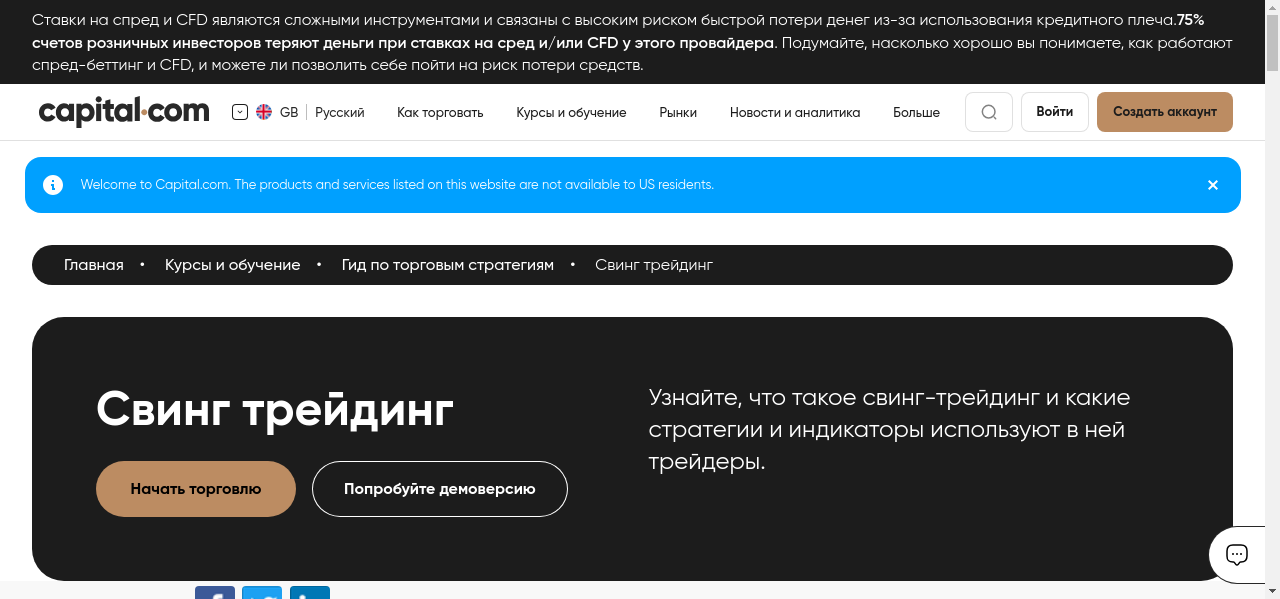 Ставки на спред и CFD являются сложными инструментами и связаны с высоким риском быстрой потери денег из-за использования кредитного плеча.75%
счетов розничных инвесторов теряют деньги при ставках на сред и/или CFD у этого провайдера. Подумайте, насколько хорошо вы понимаете, как работают
спред-беттинг и CFD, и можете ли позволить себе пойти на риск потери средств.
capital.com GB Русский Как торговать Курсы и обучение Рынки Новости и аналитика Больше Войти Создать аккаунт
Welcome to Capital.com. The products and services listed on this website are not available to US residents.
Главная • Курсы и обучение • Гид по торговым стратегиям • Свинг трейдинг
Свинг трейдинг
Начать торговлю Попробуйте демоверсию
Узнайте, что такое свинг-трейдинг и какие
стратегии и индикаторы используют в ней
трейдеры.